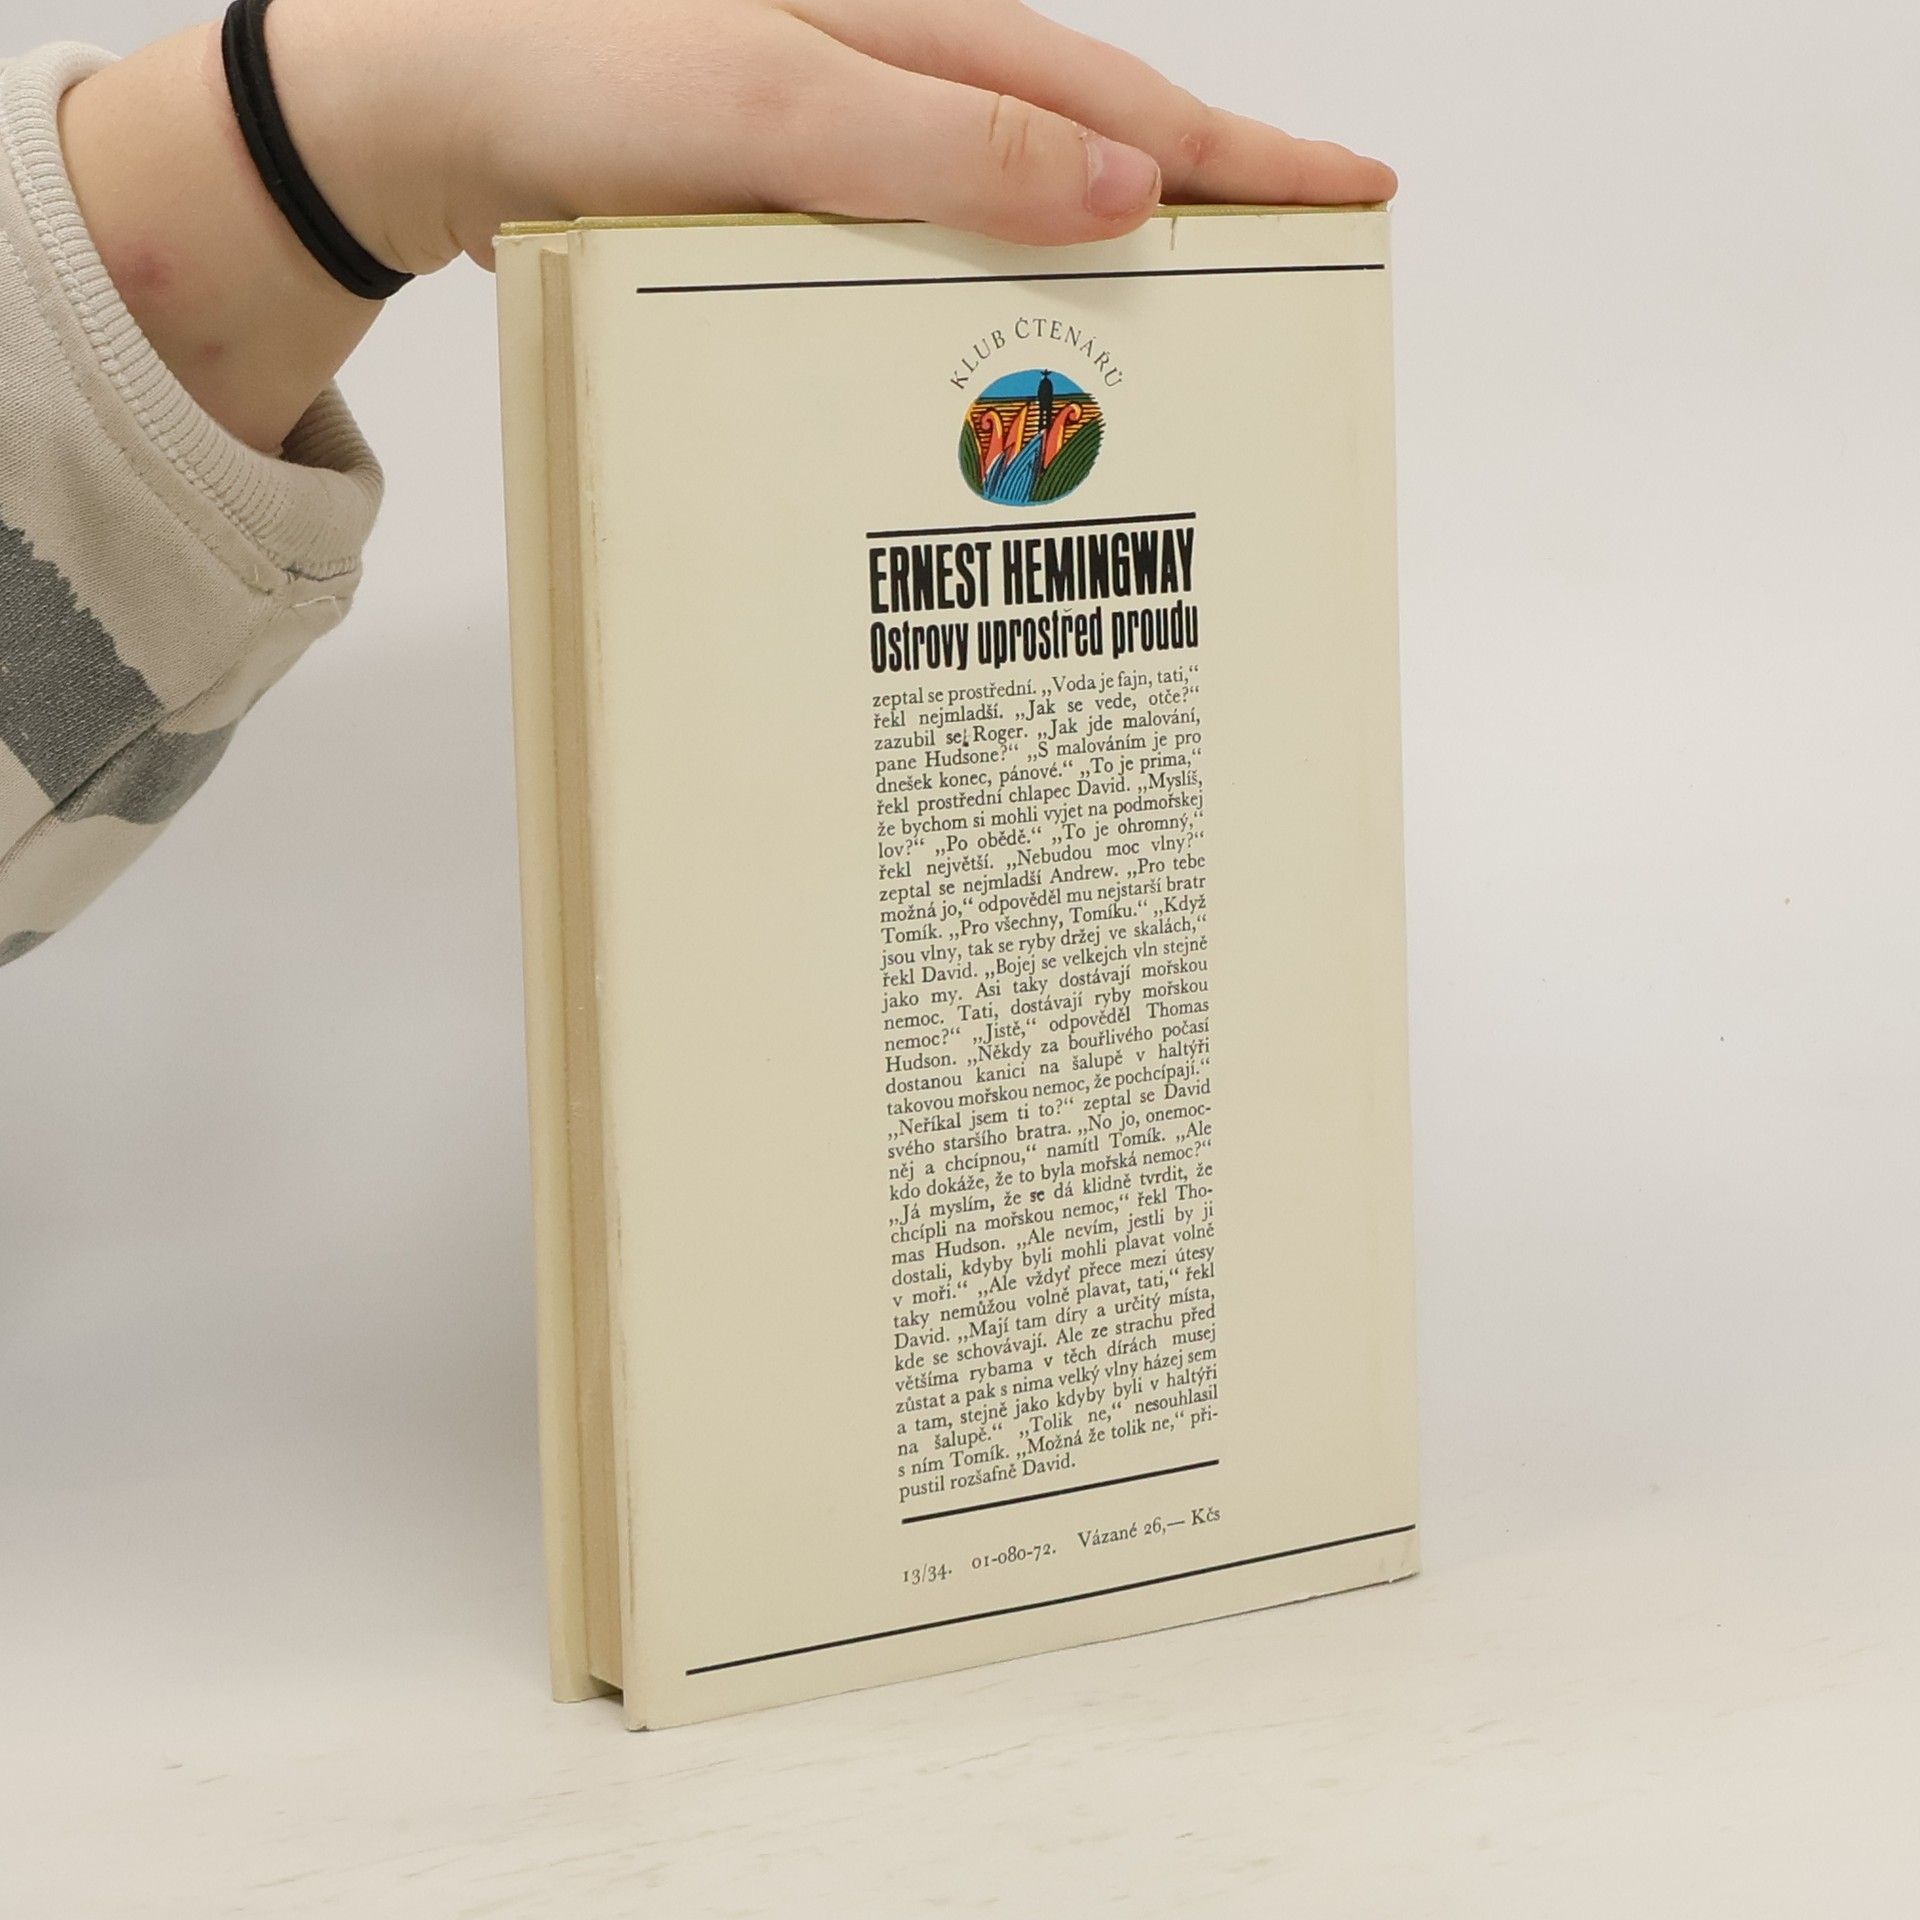 KLUB ČTENÁŘŮ
ERNEST HEMINGWAY
Ostrovy uprostřed proudu
zeptal se prostřední. „Voda je fajn, tati,“
řekl nejmladší. „Jak se vede, otče?“
zazubil se Roger. „Jak jde malování,
pane Hudsone?“ „S malováním je pro
dnešek konec, pánové.“ „To je prima,“
řekl prostřední chlapec David. „Myslíš,
že bychom si mohli vyjet na podmořskej
lov?“ „Po obědě.“ „To je ohromný,“
řekl největší. „Nebudou moc vlny?“
zeptal se nejmladší Andrew. „Pro tebe
možná jo,“ odpověděl mu nejstarší bratr
Tomík. „Pro všechny, Tomíku.“ „Když
jsou vlny, tak se ryby držej ve skalách,“
řekl David. „Bojej se velkejch vln stejně
jako my. Asi taky dostávají mořskou
nemoc. Tati, dostávají ryby mořskou
nemoc?“ „Jistě,“ odpověděl Thomas
Hudson. „Někdy za bouřlivého počasí
dostanou kanici na šalupě v haltýři
takovou mořskou nemoc, že pochcípají.“
„Neříkal jsem ti to?“ zeptal se David
svého staršího bratra. „No jo, onemoc-
něj a chcípnou,“ namítl Tomík. „Ale
kdo dokáže, že to byla mořská nemoc?“
„Já myslím, že se dá klidně tvrdit, že
chcípli na mořskou nemoc,“ řekl Tho-
mas Hudson. „Ale nevím, jestli by ji
dostali, kdyby byli mohli plavat volně
v moři.“ „Ale vždyť přece mezi útesy
taky nemůžou volně plavat, tati,“ řekl
David. „Mají tam díry a určitý místa,
kde se schovávají. Ale ze strachu před
většíma rybama v těch dírách musej
zůstat a pak s nima velký vlny házej sem
a tam, stejně jako kdyby byli v haltýři
na šalupě.“ „Tolik ne,“ nesouhlasil
s ním Tomík. „Možná že tolik ne,“ při-
pustil rozšafně David.
13/34. 01-080-72. Vázané 26,— Kčs